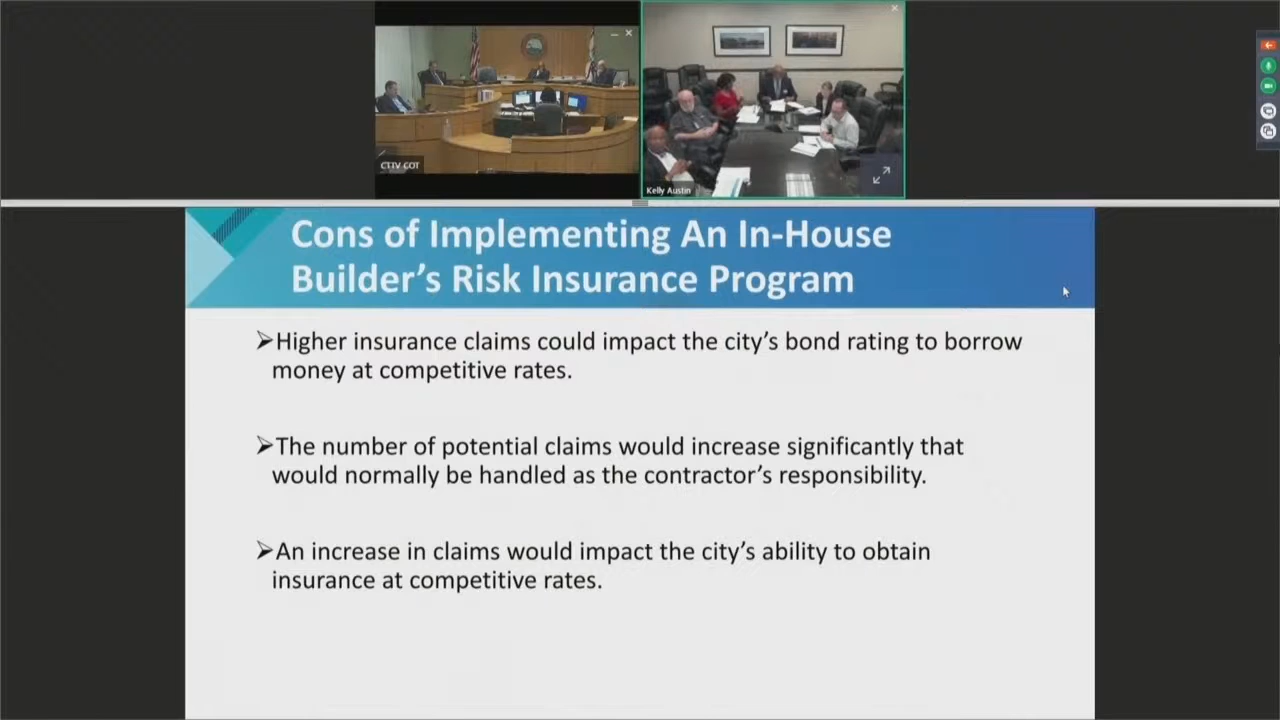 CTTV COT
Kelly Austin
Cons of Implementing An In-House
Builder’s Risk Insurance Program
➢Higher insurance claims could impact the city’s bond rating to borrow
money at competitive rates.
➢The number of potential claims would increase significantly that
would normally be handled as the contractor’s responsibility.
➢An increase in claims would impact the city’s ability to obtain
insurance at competitive rates.